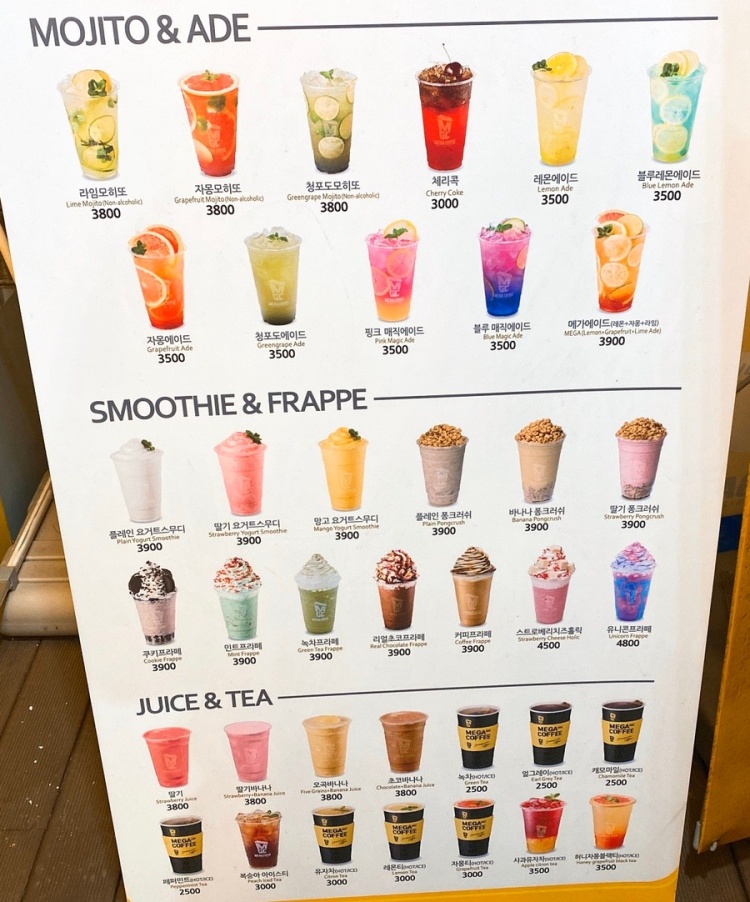 MOJITO & ADE
라임모히또 자몽모히또 청포도모히또 체리콕 레몬에이드 블루레몬에이드
Lime Mojito(Non-alcoholic) Grapefruit Mojito(Non-alcoholic) Greengrape Mojito(Non-alcoholic) Cherry Coke Lemon Ade Blue Lemon Ade
3800 3800 3800 3000 3500 3500
자몽에이드 청포도에이드 핑크 매직에이드 블루 매직에이드 메가에이드(레몬+자몽+라임)
Grapefruit Ade Greengrape Ade Pink Magic Ade Blue Magic Ade MEGA(Lemon+Grapefruit+Lime Ade)
3500 3500 3500 3500 3900
SMOOTHIE & FRAPPE
플레인 요거트스무디 딸기 요거트스무디 망고 요거트스무디 플레인 퐁크러쉬 바나나 퐁크러쉬 딸기 퐁크러쉬
Plain Yogurt Smoothie Strawberry Yogurt Smoothie Mango Yogurt Smoothie Plain Pongcrush Banana Pongcrush Strawberry Pongcrush
3900 3900 3900 3900 3900 3900
쿠키프라페 민트프라페 녹차프라페 리얼초코프라페 커피프라페 스트로베리치즈홀릭 유니콘프라페
Cookie Frappe Mint Frappe Green Tea Frappe Real Chocolate Frappe Coffee Frappe Strawberry Cheese Holic Unicorn Frappe
3900 3900 3900 3900 3900 4500 4800
JUICE & TEA
MEGA COFFEE MEGA COFFEE MEGA COFFEE
딸기 딸기바나나 오곡바나나 초코바나나 녹차(HOT/ICE) 얼그레이(HOT/ICE) 캐모마일(HOT/ICE)
Strawberry Juice Strawberry+Banana Juice Five Grains+Banana Juice Chocolate+Banana Juice Green Tea Earl Grey Tea Chamomile Tea
3800 3800 3800 3800 2500 2500 2500
MEGA COFFEE MEGA COFFEE MEGA COFFEE MEGA COFFEE
페퍼민트(HOT/ICE) 복숭아 아이스티 유자차(HOT/ICE) 레몬티(HOT/ICE) 자몽티(HOT/ICE) 사과유자차(HOT/ICE) 허니자몽블랙티(HOT/ICE)
Peppermint Tea Peach Iced Tea Citron Tea Lemon Tea Grapefruit Tea Apple citron tea Honey grapefruit black tea
2500 3000 3000 3000 3000 3500 3500